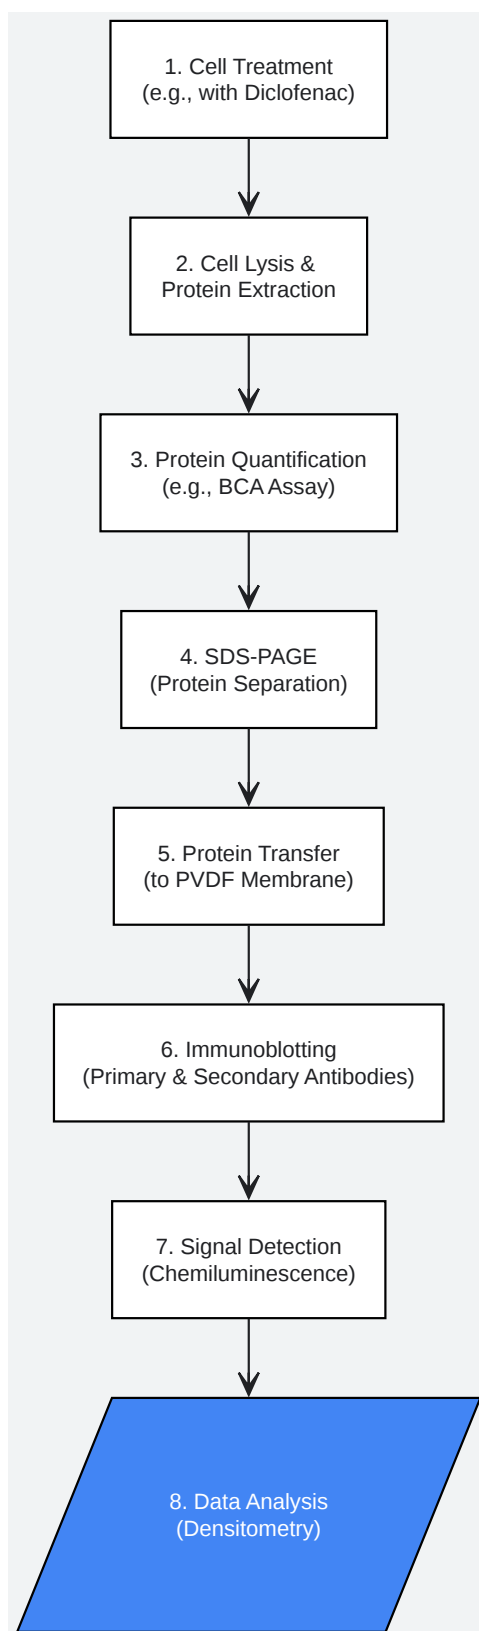 1. Cell Treatment
(e.g., with Diclofenac)
2. Cell Lysis &
Protein Extraction
3. Protein Quantification
(e.g., BCA Assay)
4. SDS-PAGE
(Protein Separation)
5. Protein Transfer
(to PVDF Membrane)
6. Immunoblotting
(Primary & Secondary Antibodies)
7. Signal Detection
(Chemiluminescence)
8. Data Analysis
(Densitometry)